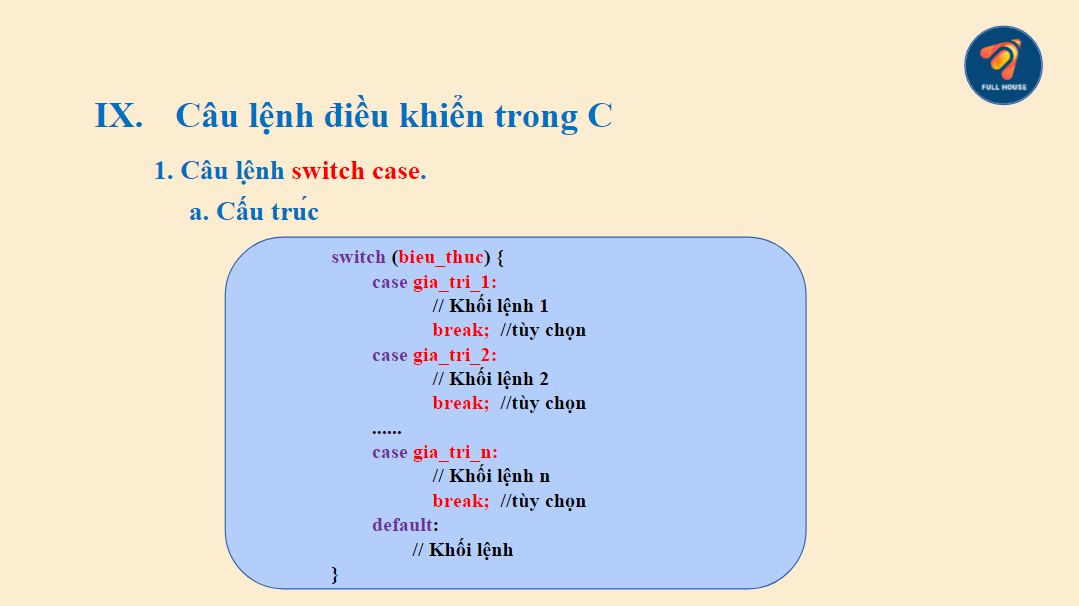 FULL HOUSE
IX. Câu lệnh điều khiển trong C
1. Câu lệnh switch case.
a. Cấu trúc
switch (bieu_thuc) {
case gia_tri_1:
// Khối lệnh 1
break; //tùy chọn
case gia_tri_2:
// Khối lệnh 2
break; //tùy chọn
......
case gia_tri_n:
// Khối lệnh n
break; //tùy chọn
default:
// Khối lệnh
}